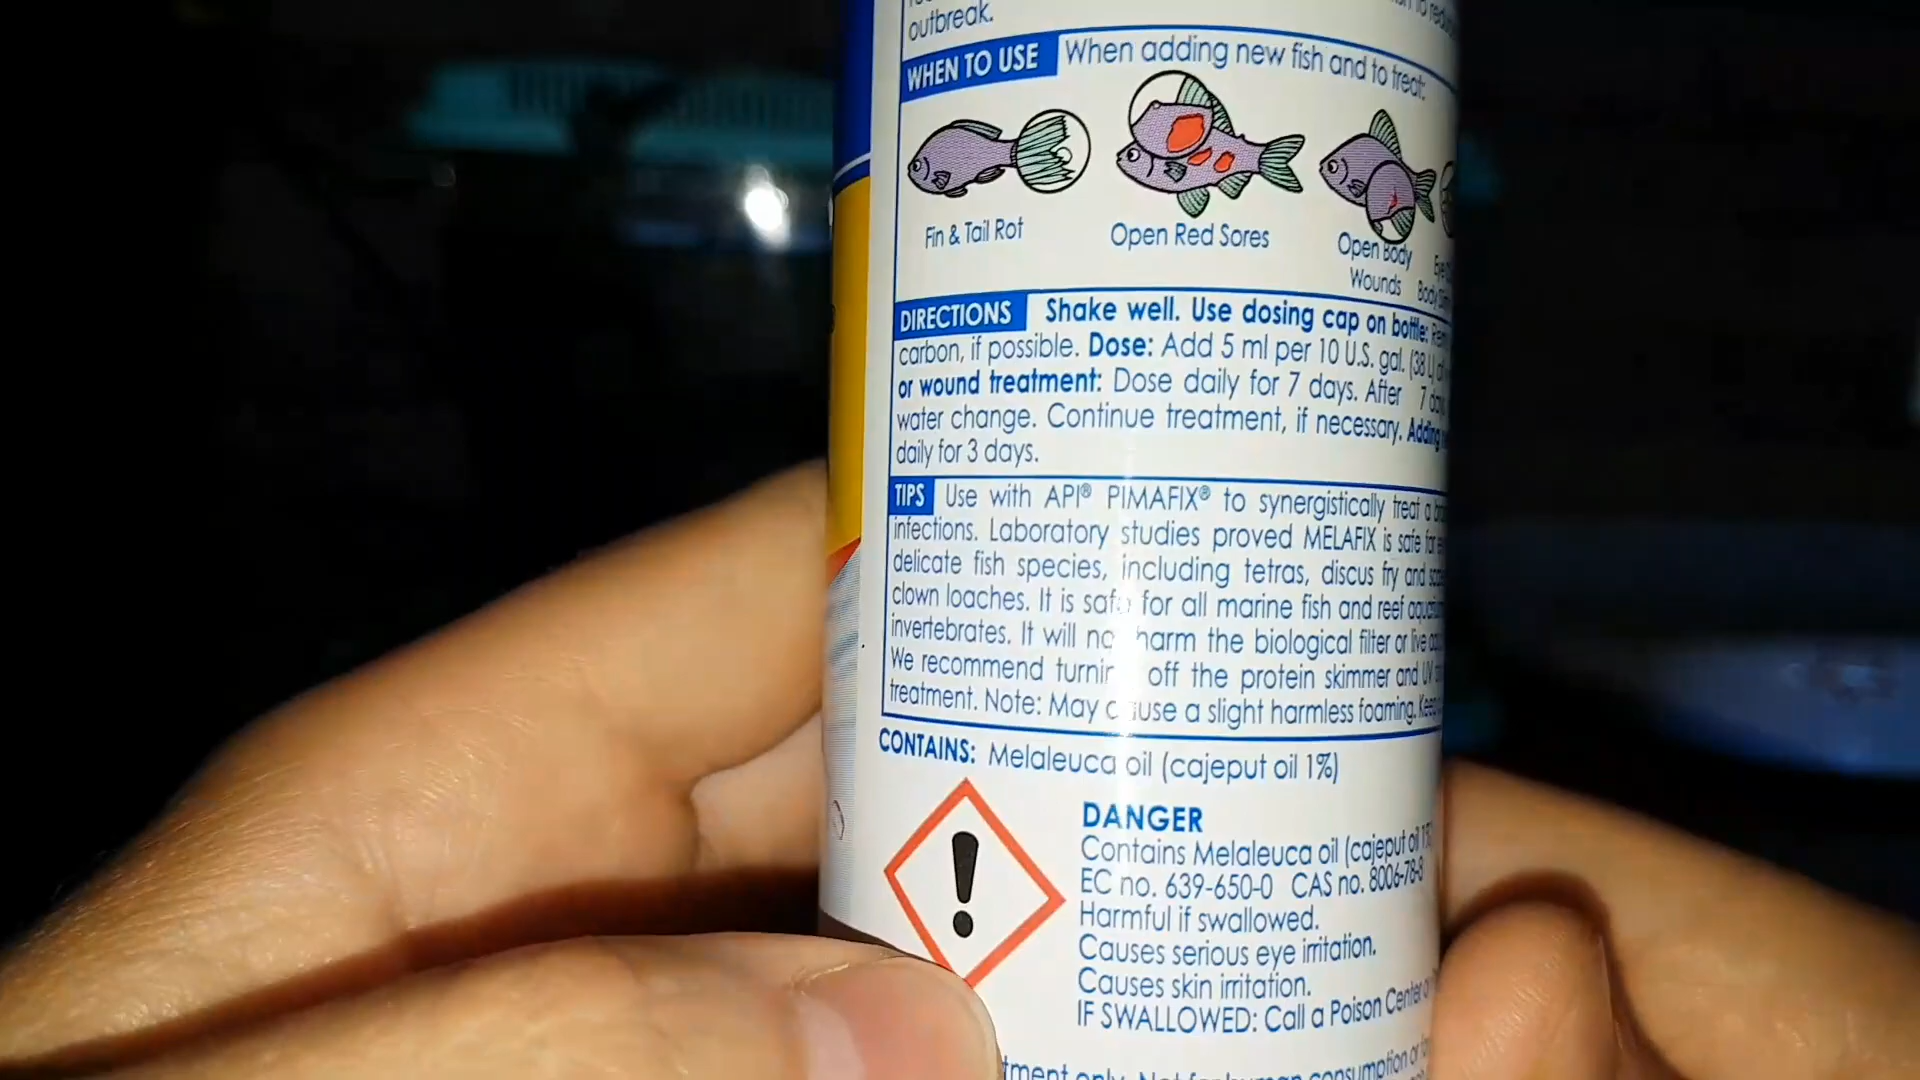 outbreak.
WHEN TO USE When adding new fish and to treat:
Fin & Tail Rot
Open Red Sores
Open Body
Wounds
DIRECTIONS Shake well. Use dosing cap on bottle:
carbon, if possible. Dose: Add 5 ml per 10 U.S. gal. (38 L)
or wound treatment: Dose daily for 7 days. After 7
water change. Continue treatment, if necessary. Adding
daily for 3 days.
TIPS Use with API® PIMAFIX® to synergistically treat a
infections. Laboratory studies proved MELAFIX is safe for
delicate fish species, including tetras, discus fry and
clown loaches. It is safe for all marine fish and reef
invertebrates. It will harm the biological filter or live
We recommend off the protein skimmer and UV
treatment. Note: May a slight harmless foaming.
CONTAINS: Melaleuca oil (cajeput oil 1%)
DANGER
Contains Melaleuca oil (cajeput oil
EC no. 639-650-0 CAS no. 8006-78-8
Harmful if swallowed.
Causes serious eye irritation.
Causes skin irritation.
IF SWALLOWED: Call a Poison Center
only. Not for human consumption or